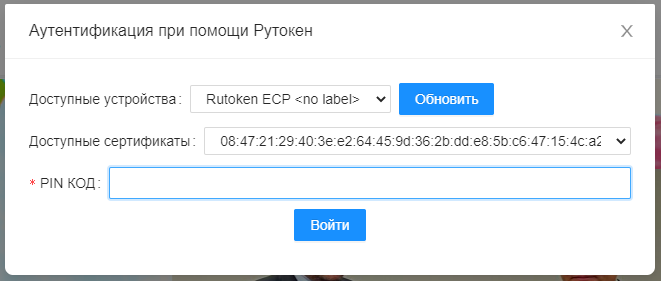 Аутентификация при помощи Рутокен
Доступные устройства: Rutoken ECP <no label> Обновить
Доступные сертификаты: 08:47:21:29:40:3e:e2:64:45:9d:36:2b:dd:e8:5b:c6:47:15:4c:a2
* PIN КОД:
Войти